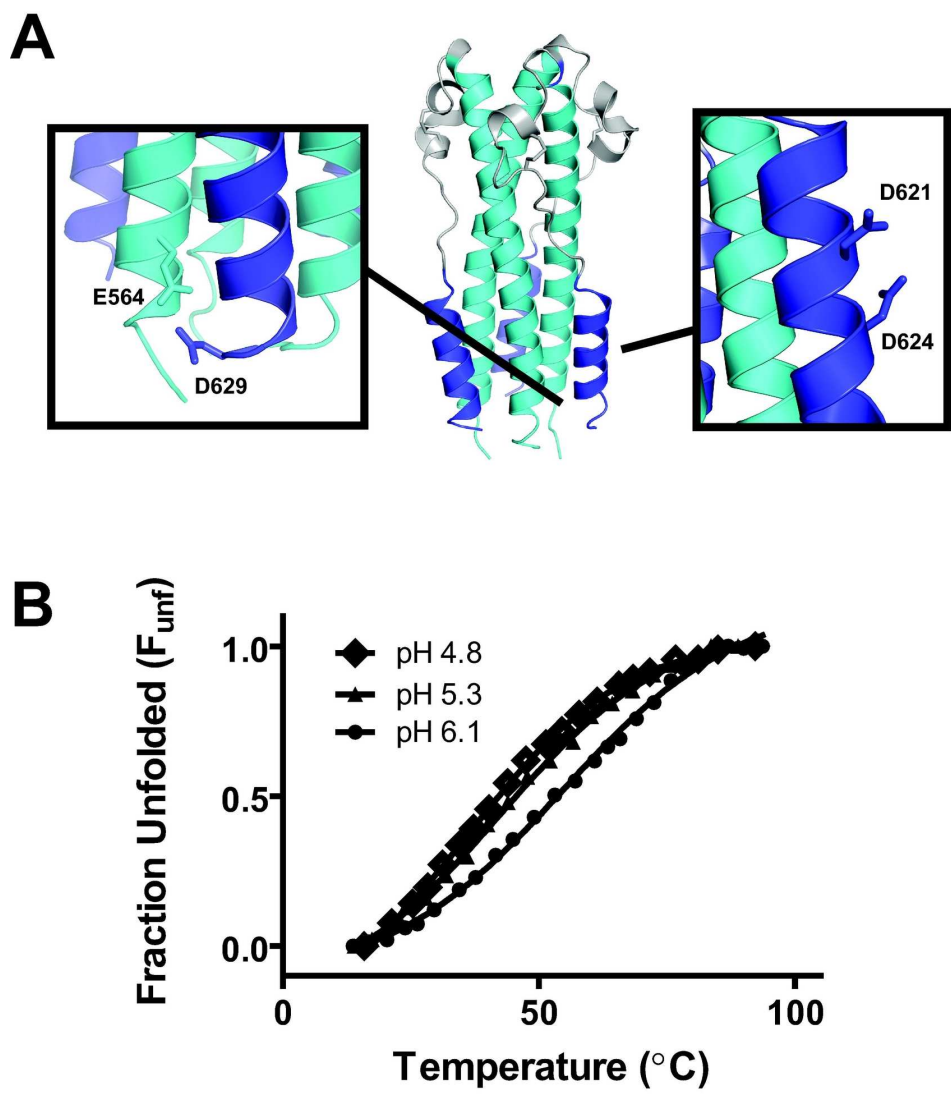 A
E564
D629
D621
D624
B
Fraction Unfolded (Funf)
1.0
0.5
0.0
pH 4.8
pH 5.3
pH 6.1
0
50
100
Temperature (°C)